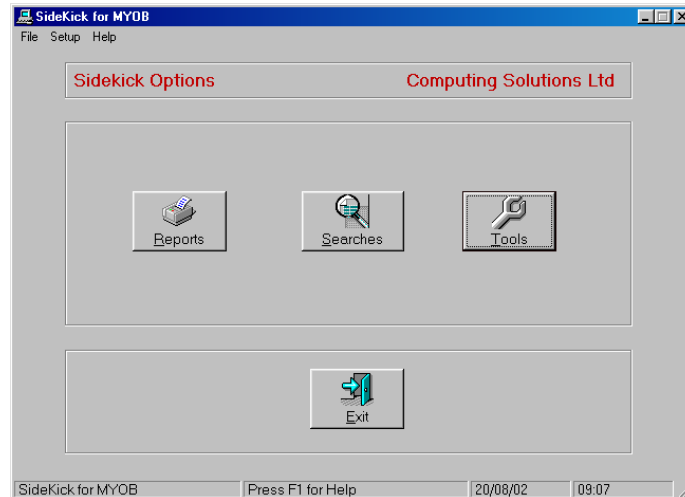 SideKick for MYOB
File Setup Help
Sidekick Options Computing Solutions Ltd
Reports Searches Tools
Exit
SideKick for MYOB Press F1 for Help 20/08/02 09:07